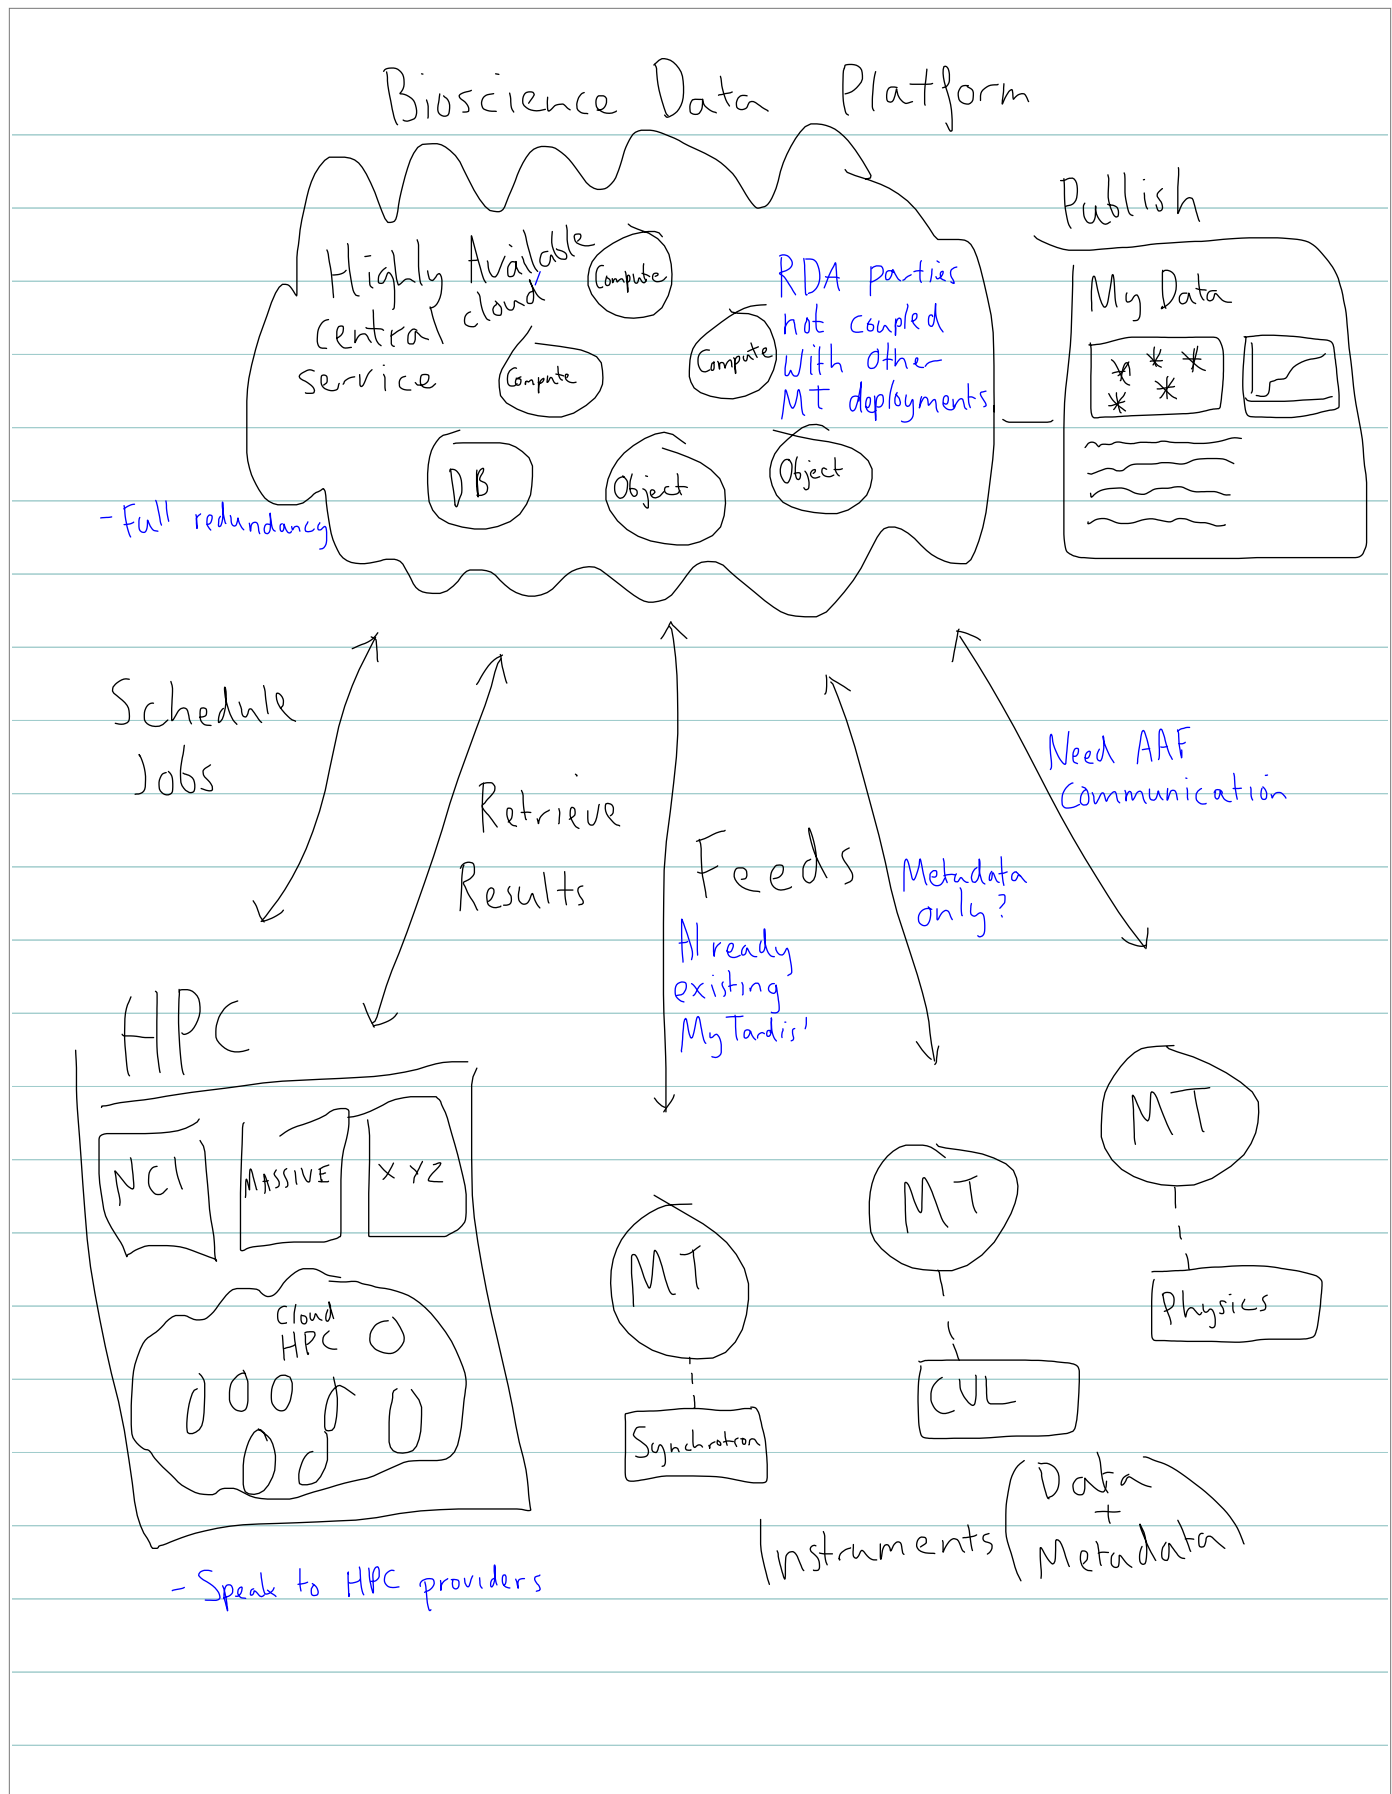 Bioscience Data Platform
Highly Available
central cloud
service
Compute
Compute
Compute
RDA parties
not coupled
with other
MT deployments
DB
Object
Object
- Full redundancy
Publish
My Data
Schedule
Jobs
Retrieve
Results
Feeds
Already
existing
MyTardis'
Metadata
only?
Need AAF
communication
HPC
NCI
MASSIVE
XYZ
Cloud
HPC
- Speak to HPC providers
MT
Synchrotron
MT
CVL
MT
Physics
Instruments (Data
+
Metadata)